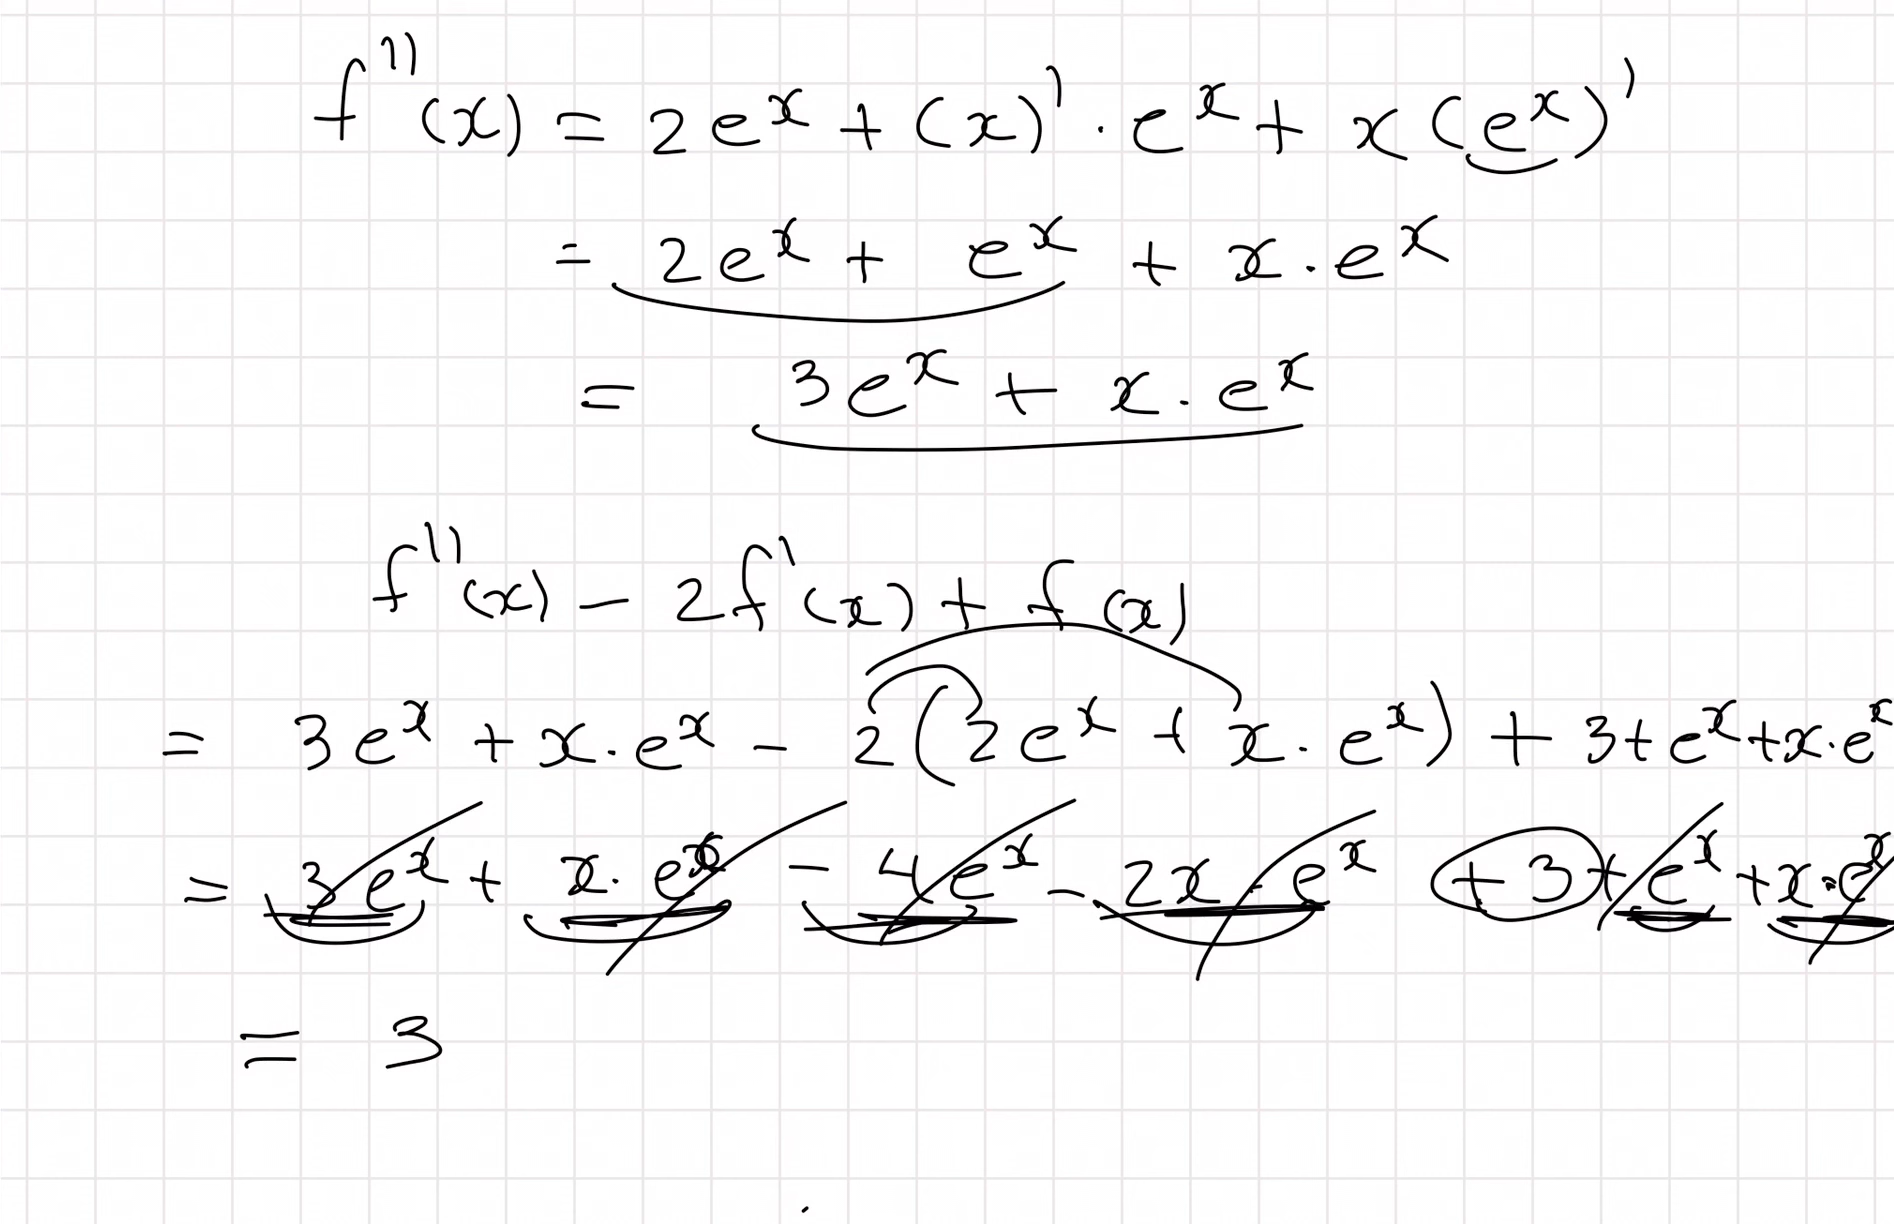 f''(x) = 2e^x + (x)' · e^x + x(e^x)'
= 2e^x + e^x + x · e^x
= 3e^x + x · e^x
f''(x) - 2f'(x) + f(x)
= 3e^x + x · e^x - 2(2e^x + x · e^x) + 3 + e^x + x · e^x
= 3e^x + x · e^x - 4e^x - 2x · e^x + 3 + e^x + x · e^x
= 3